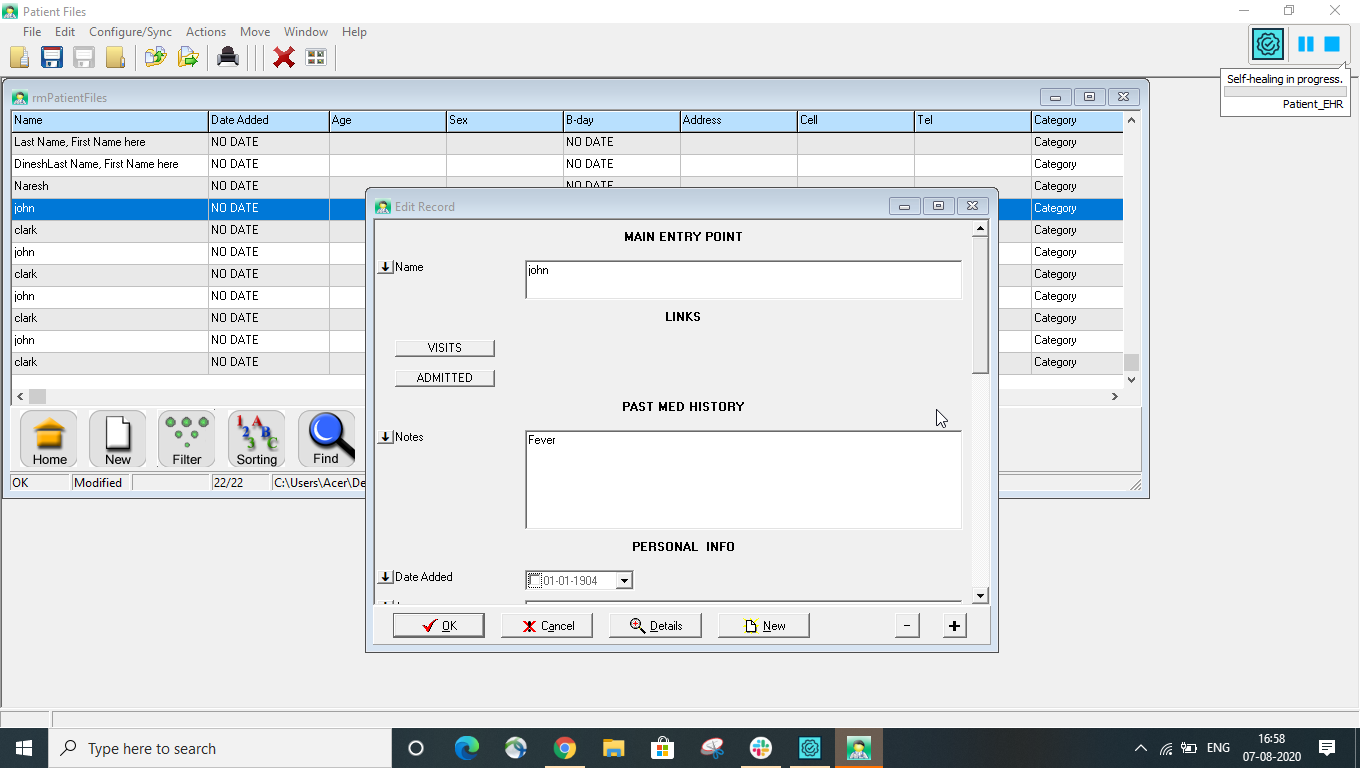 Patient Files
File Edit Configure/Sync Actions Move Window Help
Self-healing in progress.
Patient_EHR
rmPatientFiles
Name Date Added Age Sex B-day Address Cell Tel Category
Last Name, First Name here NO DATE NO DATE Category
DineshLast Name, First Name here NO DATE NO DATE Category
Naresh NO DATE NO DATE Category
john NO DATE Category
clark NO DATE Category
john NO DATE Category
clark NO DATE Category
john NO DATE Category
clark NO DATE Category
john NO DATE Category
clark NO DATE Category
Home New Filter Sorting Find
OK Modified 22/22 C:\Users\Acer\De
Edit Record
MAIN ENTRY POINT
Name john
LINKS
VISITS
ADMITTED
PAST MED HISTORY
Notes Fever
PERSONAL INFO
Date Added 01-01-1904
OK Cancel Details New - +
Type here to search
ENG 16:58
07-08-2020